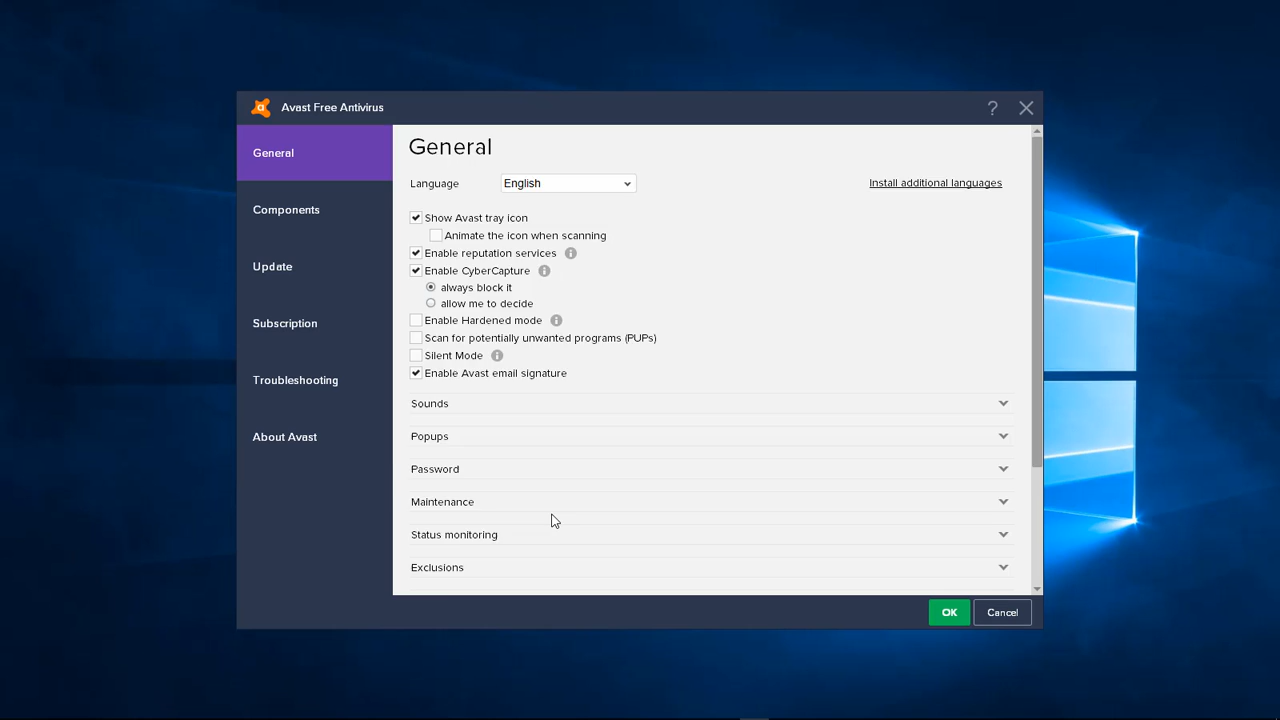 Avast Free Antivirus
?
General
Components
Update
Subscription
Troubleshooting
About Avast
General
Language English Install additional languages
Show Avast tray icon
Animate the icon when scanning
Enable reputation services
Enable CyberCapture
always block it
allow me to decide
Enable Hardened mode
Scan for potentially unwanted programs (PUPs)
Silent Mode
Enable Avast email signature
Sounds
Popups
Password
Maintenance
Status monitoring
Exclusions
OK Cancel